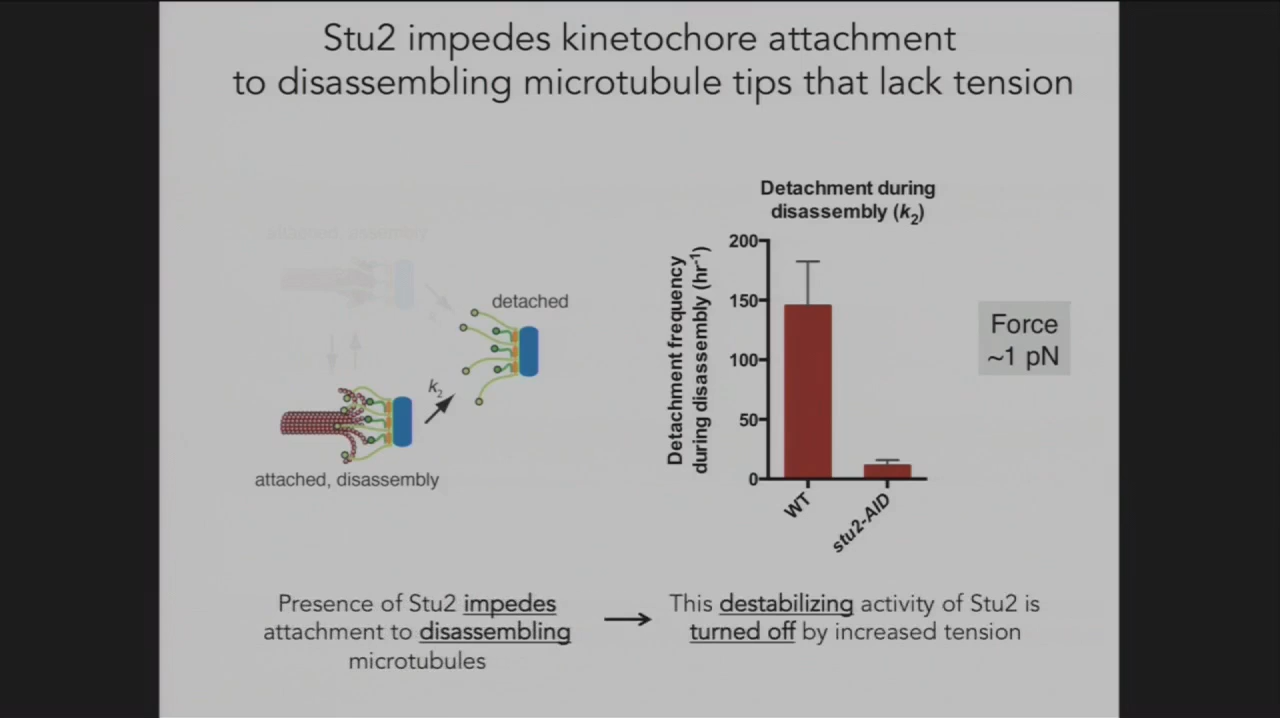 Stu2 impedes kinetochore attachment
to disassembling microtubule tips that lack tension
attached, assembly
detached
k2
attached, disassembly
Detachment during
disassembly (k2)
Detachment frequency
during disassembly (hr-1)
200
150
100
50
0
WT
stu2-AID
Force
~1 pN
Presence of Stu2 impedes
attachment to disassembling
microtubules
This destabilizing activity of Stu2 is
turned off by increased tension